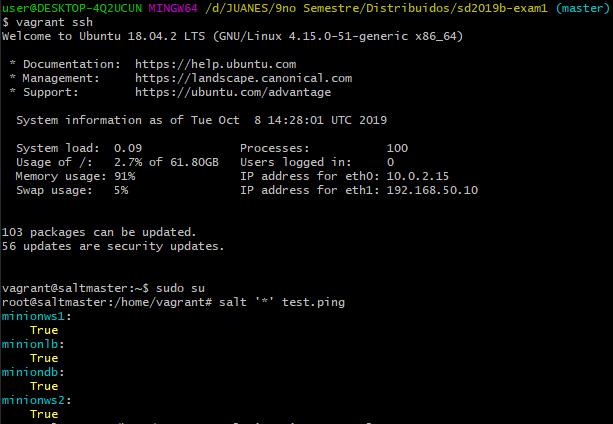 user@DESKTOP-4Q2UCUN MINGW64 /d/JUANES/9no Semestre/Distribuidos/sd2019b-exam1 (master)
$ vagrant ssh
Welcome to Ubuntu 18.04.2 LTS (GNU/Linux 4.15.0-51-generic x86_64)
* Documentation: https://help.ubuntu.com
* Management: https://landscape.canonical.com
* Support: https://ubuntu.com/advantage
System information as of Tue Oct 8 14:28:01 UTC 2019
System load: 0.09 Processes: 100
Usage of /: 2.7% of 61.80GB Users logged in: 0
Memory usage: 91% IP address for eth0: 10.0.2.15
Swap usage: 5% IP address for eth1: 192.168.50.10
103 packages can be updated.
56 updates are security updates.
vagrant@saltmaster:~$ sudo su
root@saltmaster:/home/vagrant# salt '*' test.ping
minionws1:
True
minionlb:
True
miniondb:
True
minionws2:
True